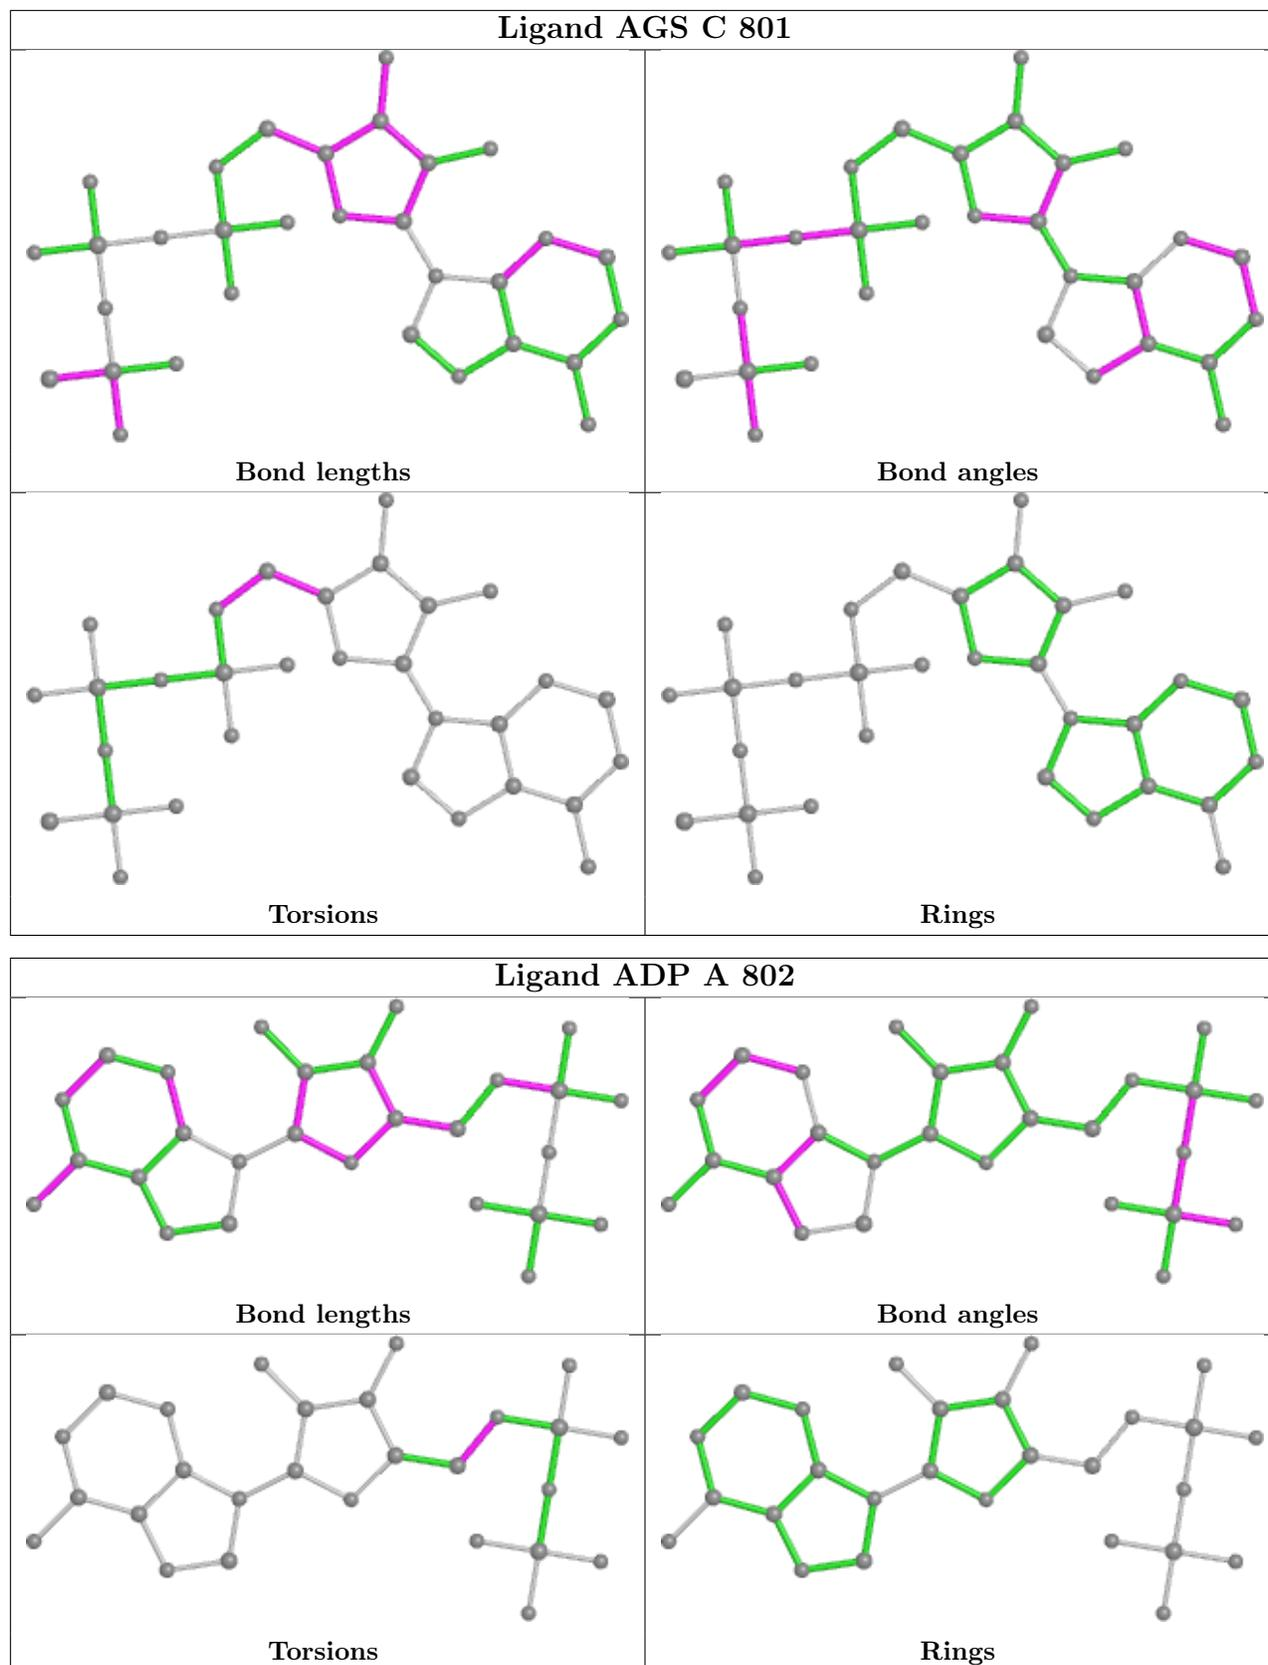 Ligand AGS C 801
Bond lengths
Bond angles
Torsions
Rings
Ligand ADP A 802
Bond lengths
Bond angles
Torsions
Rings